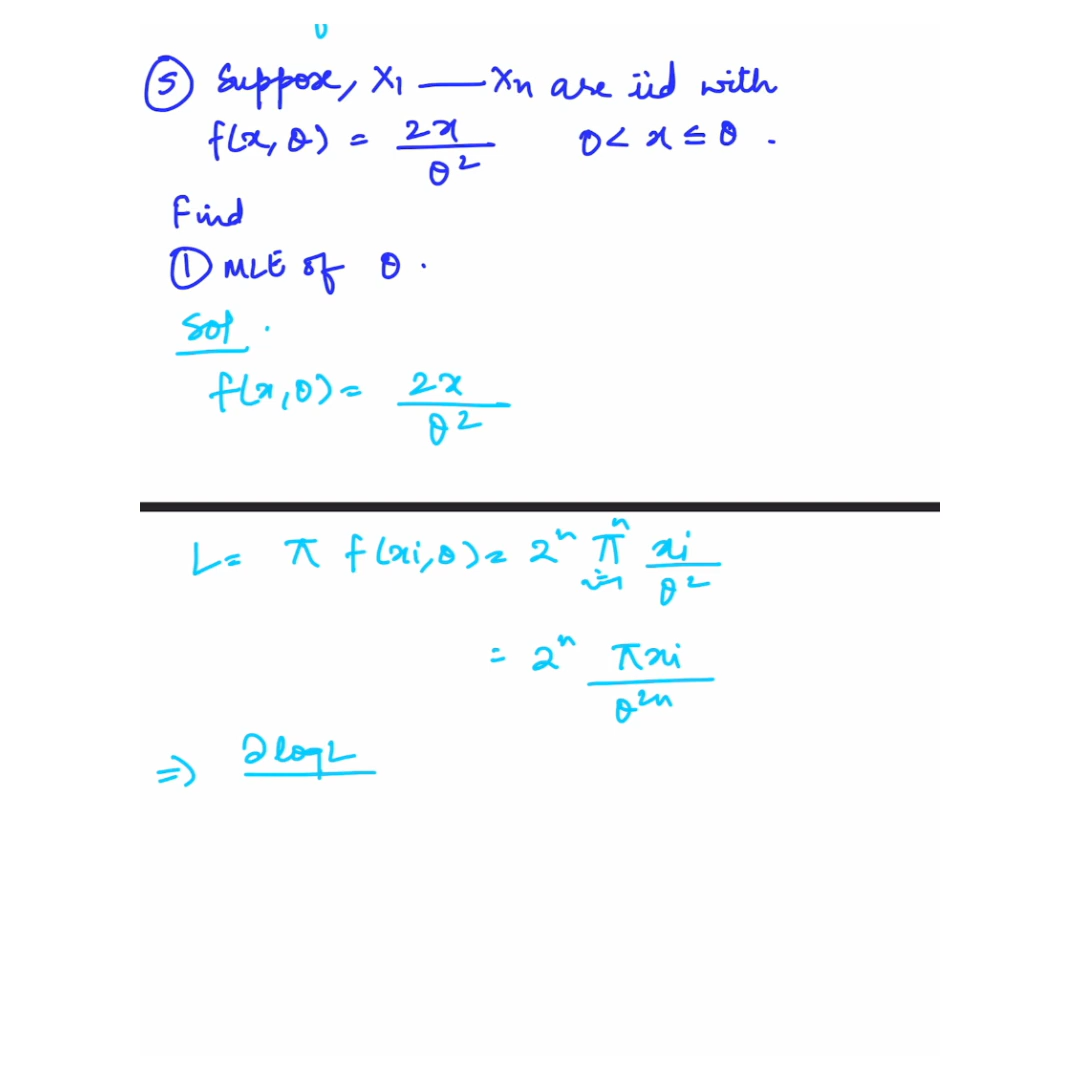 ⑤ Suppose, X₁ — Xn are iid with
f(x, θ) = 2x/θ² 0 < x ≤ θ .
Find
① MLE of θ .
Sol .
f(x, θ) = 2x/θ²
L = π f(xi, θ) = 2ⁿ π (i=1 to n) xi/θ²
= 2ⁿ πxi/θ²ⁿ
⇒ ∂logL